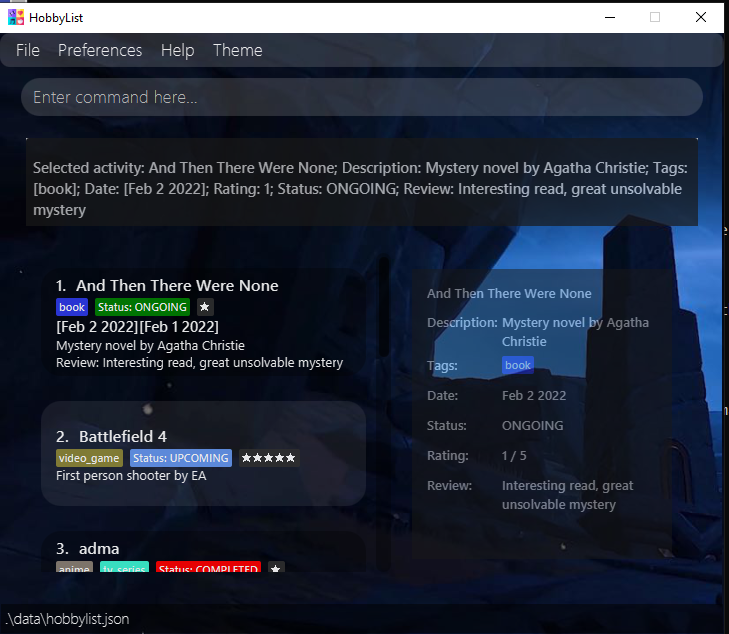 HobbyList
File Preferences Help Theme
Enter command here...
Selected activity: And Then There Were None; Description: Mystery novel by Agatha Christie; Tags:
[book]; Date: [Feb 2 2022]; Rating: 1; Status: ONGOING; Review: Interesting read, great unsolvable
mystery
1. And Then There Were None
book Status: ONGOING ★
[Feb 2 2022][Feb 1 2022]
Mystery novel by Agatha Christie
Review: Interesting read, great unsolvable mystery
2. Battlefield 4
video_game Status: UPCOMING ★★★★★
First person shooter by EA
3. adma
anime tv_series Status: COMPLETED ★
And Then There Were None
Description: Mystery novel by Agatha
Christie
Tags: book
Date: Feb 2 2022
Status: ONGOING
Rating: 1 / 5
Review: Interesting read, great
unsolvable mystery
.\data\hobbylist.json